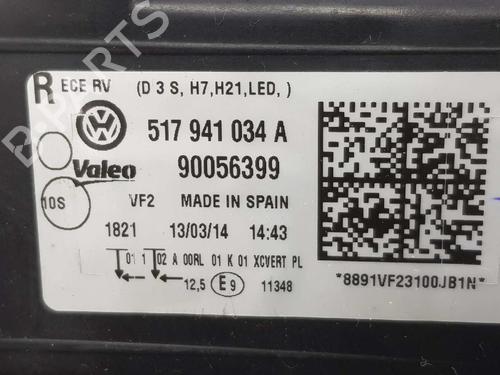 R ECE RV (D 3 S, H7,H21,LED, )
517 941 034 A
Valeo 90056399
10S VF2 MADE IN SPAIN
1821 13/03/14 14:43
01 1 02 A 00RL 01 K 01 XCVERT PL
12,5 E9 11348
*8891VF23100JB1N*
B-PARTS